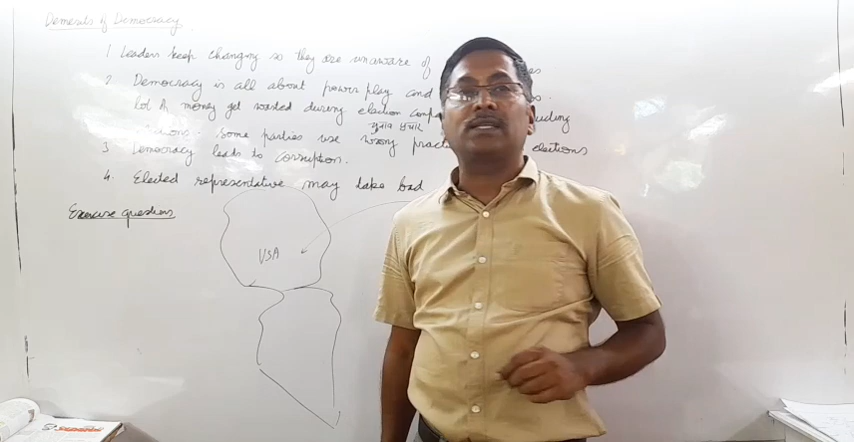 Demerits of Democracy
1 Leaders keep changing so they are unaware of
2 Democracy is all about power play and
lot of money get wasted during election
चुनाव प्रचार
Some parties use wrong elections
3 Democracy leads to corruption.
4. Elected representative may take bad
Exercise questions
USA